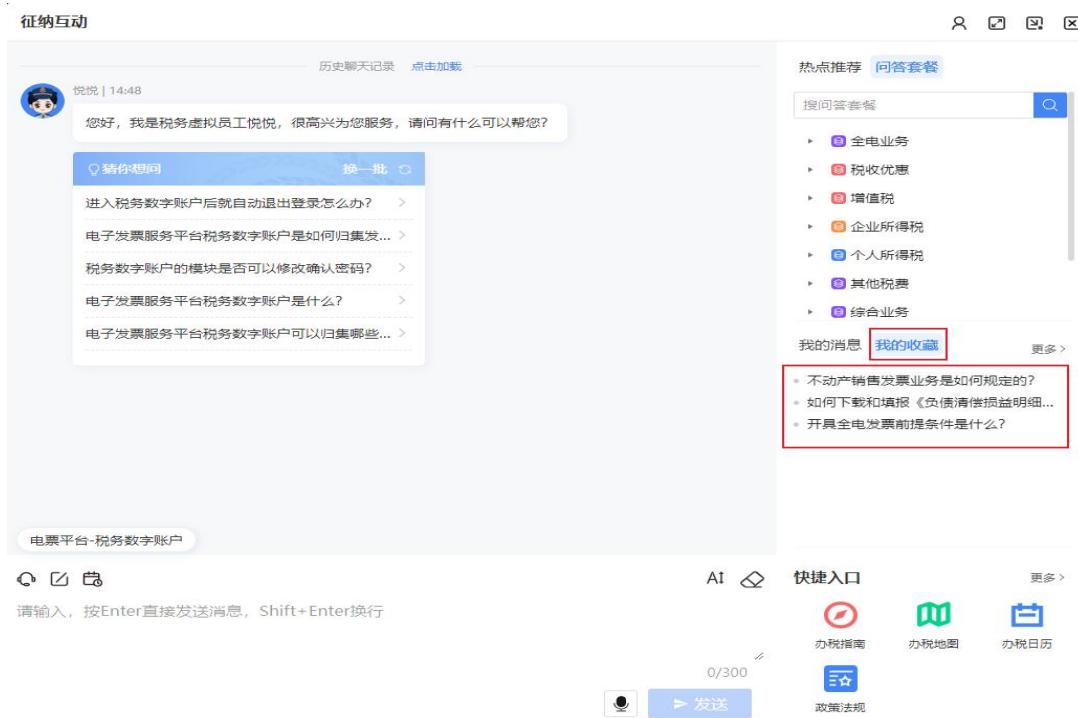 征纳互动
历史聊天记录 点击加载
悦悦 | 14:48
您好，我是税务虚拟员工悦悦，很高兴为您服务，请问有什么可以帮您？
猜你想问 换一批
进入税务数字账户后就自动退出登录怎么办？
电子发票服务平台税务数字账户是如何归集发...
税务数字账户的模块是否可以修改确认密码？
电子发票服务平台税务数字账户是什么？
电子发票服务平台税务数字账户可以归集哪些...
电票平台-税务数字账户
AI
请输入，按Enter直接发送消息，Shift+Enter换行
0/300
发送
热点推荐 问答套餐
搜问答套餐
全电业务
税收优惠
增值税
企业所得税
个人所得税
其他税费
综合业务
我的消息 我的收藏 更多 >
不动产销售发票业务是如何规定的？
如何下载和填报《负债清偿损益明细...
开具全电发票前提条件是什么？
快捷入口 更多 >
办税指南 办税地图 办税日历
政策法规